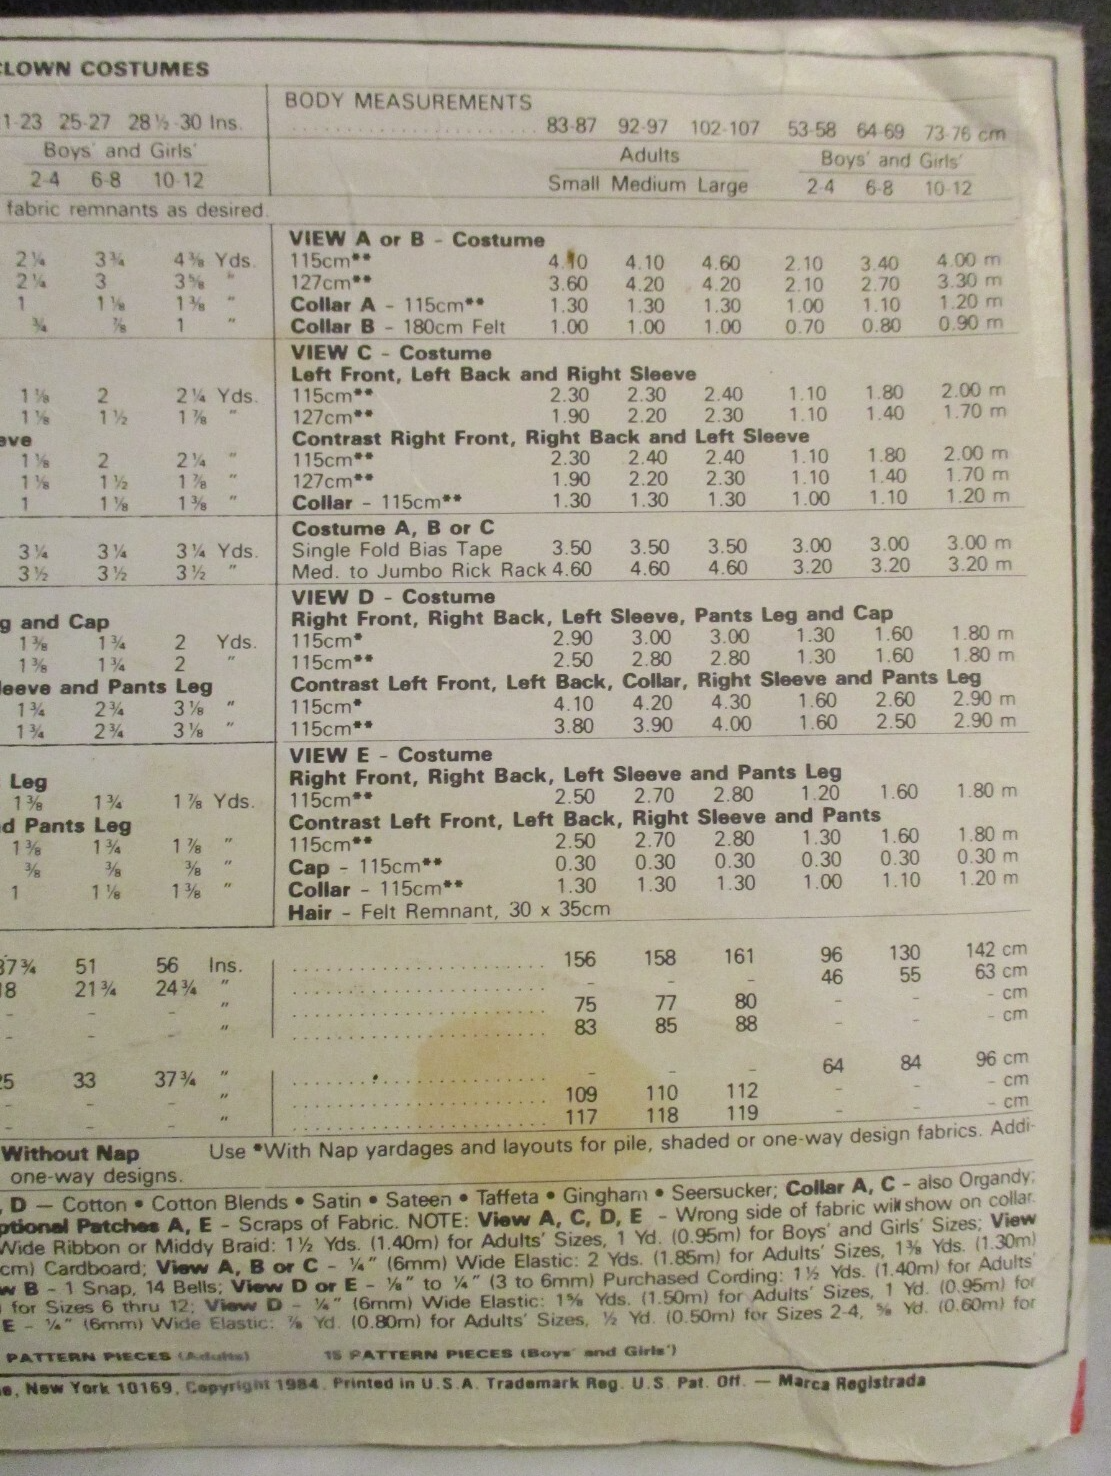 CLOWN COSTUMES
1-23 25-27 28½-30 Ins.
Boys' and Girls'
2-4 6-8 10-12
fabric remnants as desired.
2¼ 3¾ 4⅜ Yds.
2¼ 3 3⅝ "
1 1⅛ 1⅜ "
¾ ⅞ 1 "
1⅛ 2 2¼ Yds.
1⅛ 1½ 1⅞ "
eve
1⅛ 2 2¼ "
1⅛ 1½ 1⅞ "
1 1⅛ 1⅜ "
3¼ 3¼ 3¼ Yds.
3½ 3½ 3½ "
g and Cap
1⅜ 1¾ 2 Yds.
1⅜ 1¾ 2 "
leeve and Pants Leg
1¾ 2¾ 3⅛ "
1¾ 2¾ 3⅛ "
Leg
1⅜ 1¾ 1⅞ Yds.
d Pants Leg
1⅜ 1¾ 1⅞ "
⅜ ⅜ ⅜ "
1 1⅛ 1⅜ "
BODY MEASUREMENTS
83-87 92-97 102-107 53-58 64-69 73-76 cm
Adults Boys' and Girls'
Small Medium Large 2-4 6-8 10-12
VIEW A or B - Costume
115cm** 4.10 4.10 4.60 2.10 3.40 4.00 m
127cm** 3.60 4.20 4.20 2.10 2.70 3.30 m
Collar A - 115cm** 1.30 1.30 1.30 1.00 1.10 1.20 m
Collar B - 180cm Felt 1.00 1.00 1.00 0.70 0.80 0.90 m
VIEW C - Costume
Left Front, Left Back and Right Sleeve
115cm** 2.30 2.30 2.40 1.10 1.80 2.00 m
127cm** 1.90 2.20 2.30 1.10 1.40 1.70 m
Contrast Right Front, Right Back and Left Sleeve
115cm** 2.30 2.40 2.40 1.10 1.80 2.00 m
127cm** 1.90 2.20 2.30 1.10 1.40 1.70 m
Collar - 115cm** 1.30 1.30 1.30 1.00 1.10 1.20 m
Costume A, B or C
Single Fold Bias Tape 3.50 3.50 3.50 3.00 3.00 3.00 m
Med. to Jumbo Rick Rack 4.60 4.60 4.60 3.20 3.20 3.20 m
VIEW D - Costume
Right Front, Right Back, Left Sleeve, Pants Leg and Cap
115cm* 2.90 3.00 3.00 1.30 1.60 1.80 m
115cm** 2.50 2.80 2.80 1.30 1.60 1.80 m
Contrast Left Front, Left Back, Collar, Right Sleeve and Pants Leg
115cm* 4.10 4.20 4.30 1.60 2.60 2.90 m
115cm** 3.80 3.90 4.00 1.60 2.50 2.90 m
VIEW E - Costume
Right Front, Right Back, Left Sleeve and Pants Leg
115cm** 2.50 2.70 2.80 1.20 1.60 1.80 m
Contrast Left Front, Left Back, Right Sleeve and Pants
115cm** 2.50 2.70 2.80 1.30 1.60 1.80 m
Cap - 115cm** 0.30 0.30 0.30 0.30 0.30 0.30 m
Collar - 115cm** 1.30 1.30 1.30 1.00 1.10 1.20 m
Hair - Felt Remnant, 30 x 35cm
37¾ 51 56 Ins. 156 158 161 96 130 142 cm
18 21¾ 24¾ " - - - 46 55 63 cm
- - - " 75 77 80 - - - cm
- - - " 83 85 88 - - - cm
25 33 37¾ " - - - 64 84 96 cm
- - - " 109 110 112 - - - cm
- - - " 117 118 119 - - - cm
Without Nap Use *With Nap yardages and layouts for pile, shaded or one-way design fabrics. Addi-
one-way designs.
, D — Cotton • Cotton Blends • Satin • Sateen • Taffeta • Gingham • Seersucker; Collar A, C - also Organdy;
ptional Patches A, E - Scraps of Fabric. NOTE: View A, C, D, E - Wrong side of fabric will show on collar.
Wide Ribbon or Middy Braid: 1½ Yds. (1.40m) for Adults' Sizes, 1 Yd. (0.95m) for Boys' and Girls' Sizes; View
cm) Cardboard; View A, B or C - ¼" (6mm) Wide Elastic: 2 Yds. (1.85m) for Adults' Sizes, 1⅜ Yds. (1.30m)
w B - 1 Snap, 14 Bells; View D or E - ⅛" to ¼" (3 to 6mm) Purchased Cording: 1½ Yds. (1.40m) for Adults'
for Sizes 6 thru 12; View D - ¼" (6mm) Wide Elastic: 1⅝ Yds. (1.50m) for Adults' Sizes, 1 Yd. (0.95m) for
E - ¼" (6mm) Wide Elastic: ⅞ Yd. (0.80m) for Adults' Sizes, ½ Yd. (0.50m) for Sizes 2-4, ⅝ Yd. (0.60m) for
PATTERN PIECES (Adults) 15 PATTERN PIECES (Boys' and Girls')
e, New York 10169, Copyright 1984. Printed in U.S.A. Trademark Reg. U.S. Pat. Off. — Marca Registrada